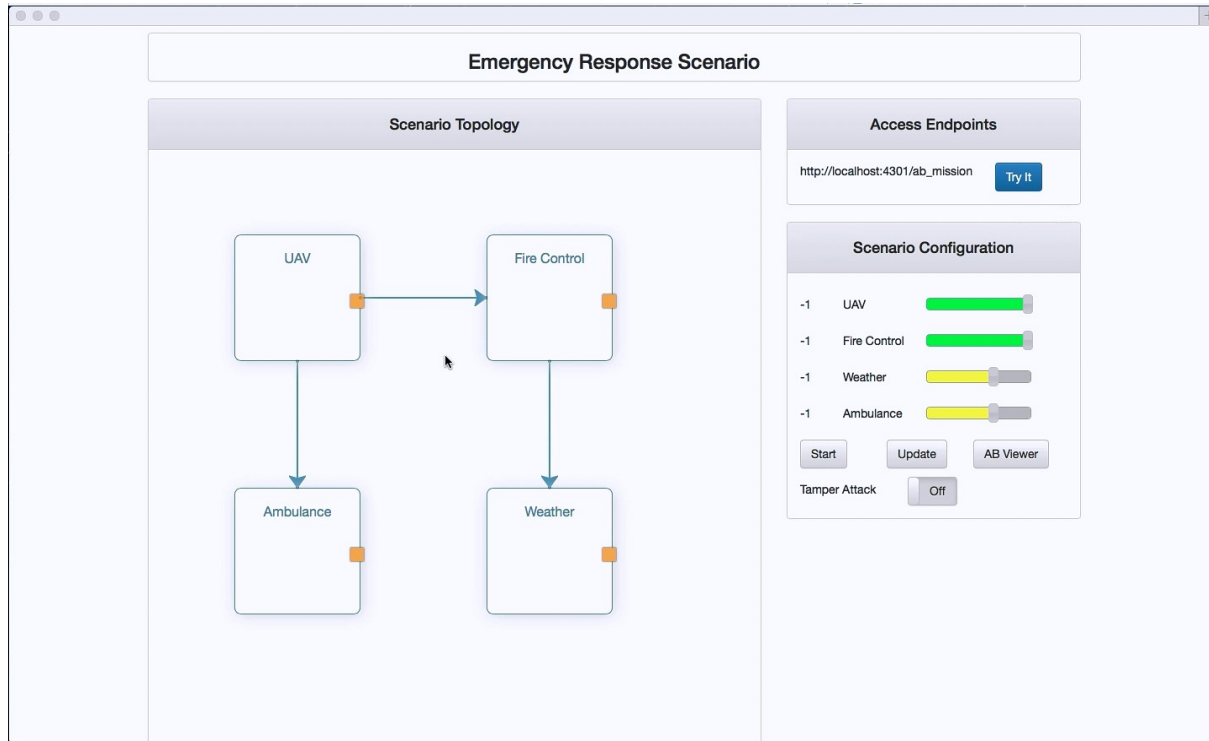 Emergency Response Scenario
Scenario Topology
UAV
Fire Control
Ambulance
Weather
Access Endpoints
http://localhost:4301/ab_mission
Try It
Scenario Configuration
-1 UAV
-1 Fire Control
-1 Weather
-1 Ambulance
Start Update AB Viewer
Tamper Attack Off